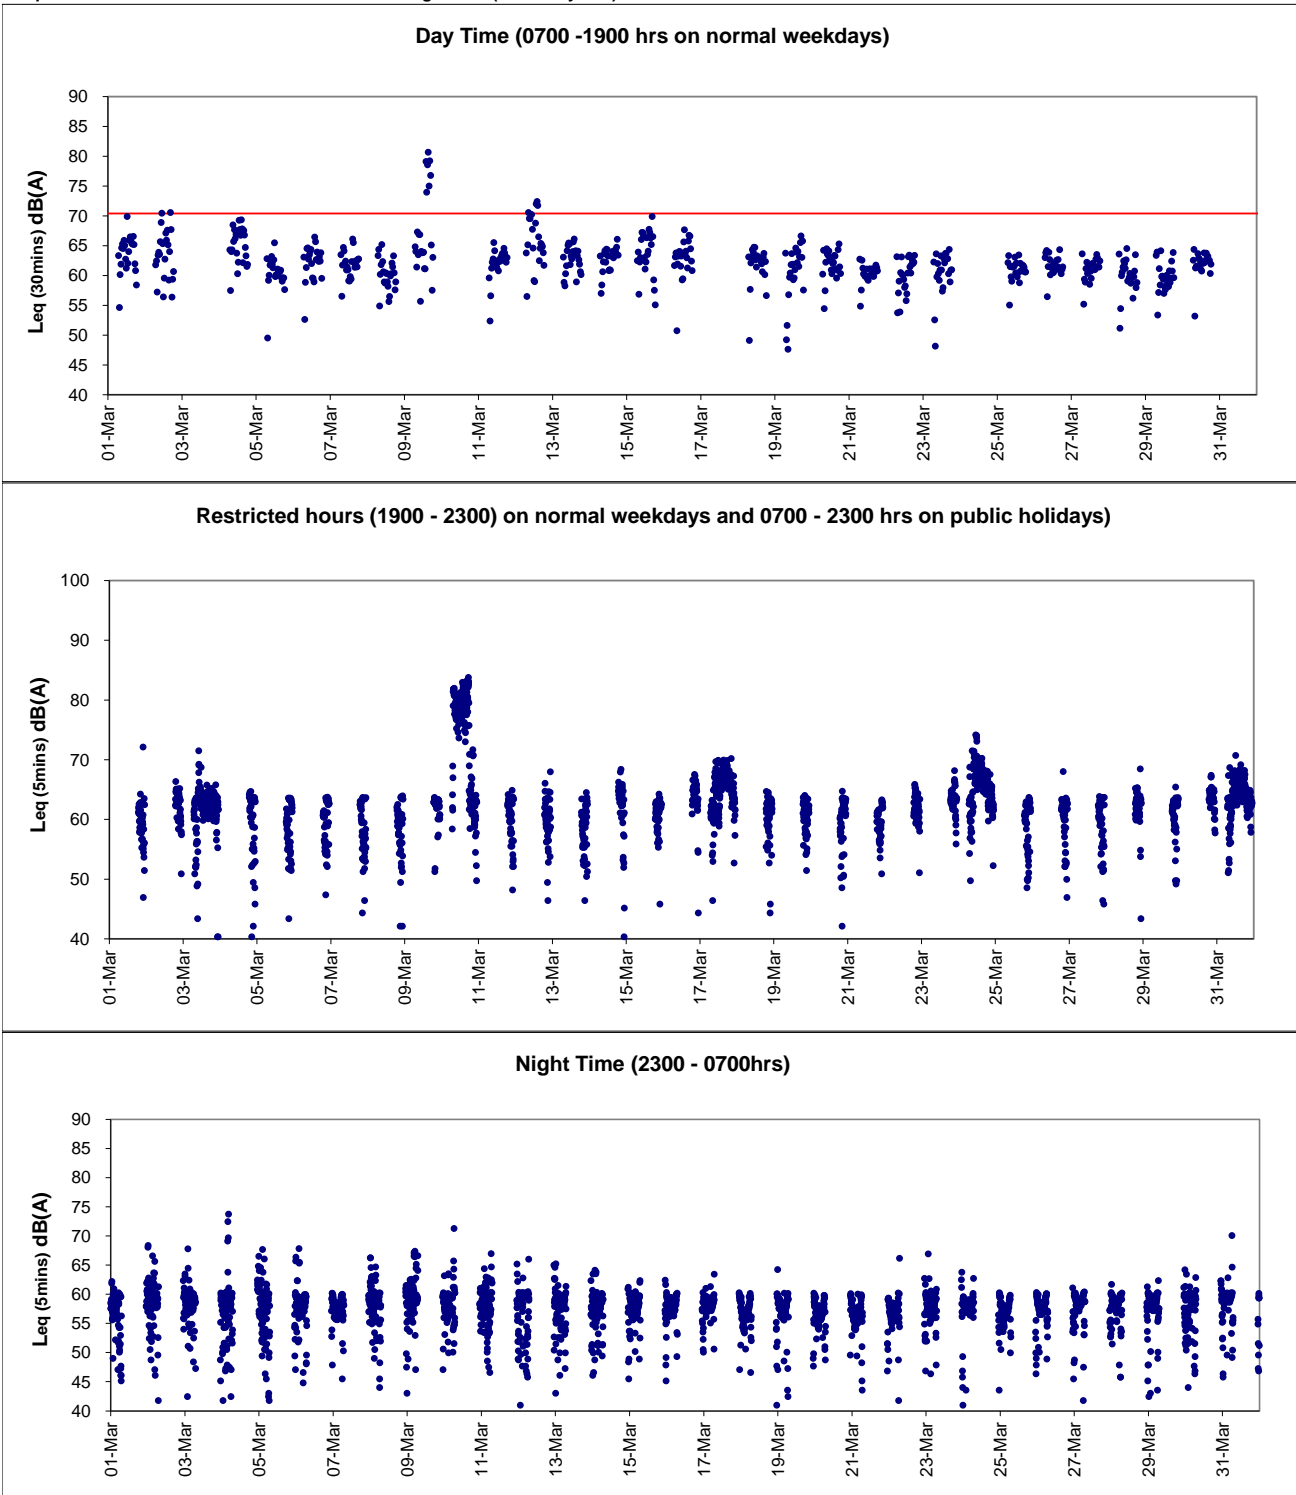 Day Time (0700 -1900 hrs on normal weekdays)
Leq (30mins) dB(A)
90
85
80
75
70
65
60
55
50
45
40
01-Mar
03-Mar
05-Mar
07-Mar
09-Mar
11-Mar
13-Mar
15-Mar
17-Mar
19-Mar
21-Mar
23-Mar
25-Mar
27-Mar
29-Mar
31-Mar
Restricted hours (1900 - 2300) on normal weekdays and 0700 - 2300 hrs on public holidays)
Leq (5mins) dB(A)
100
90
80
70
60
50
40
01-Mar
03-Mar
05-Mar
07-Mar
09-Mar
11-Mar
13-Mar
15-Mar
17-Mar
19-Mar
21-Mar
23-Mar
25-Mar
27-Mar
29-Mar
31-Mar
Night Time (2300 - 0700hrs)
Leq (5mins) dB(A)
90
85
80
75
70
65
60
55
50
45
40
01-Mar
03-Mar
05-Mar
07-Mar
09-Mar
11-Mar
13-Mar
15-Mar
17-Mar
19-Mar
21-Mar
23-Mar
25-Mar
27-Mar
29-Mar
31-Mar